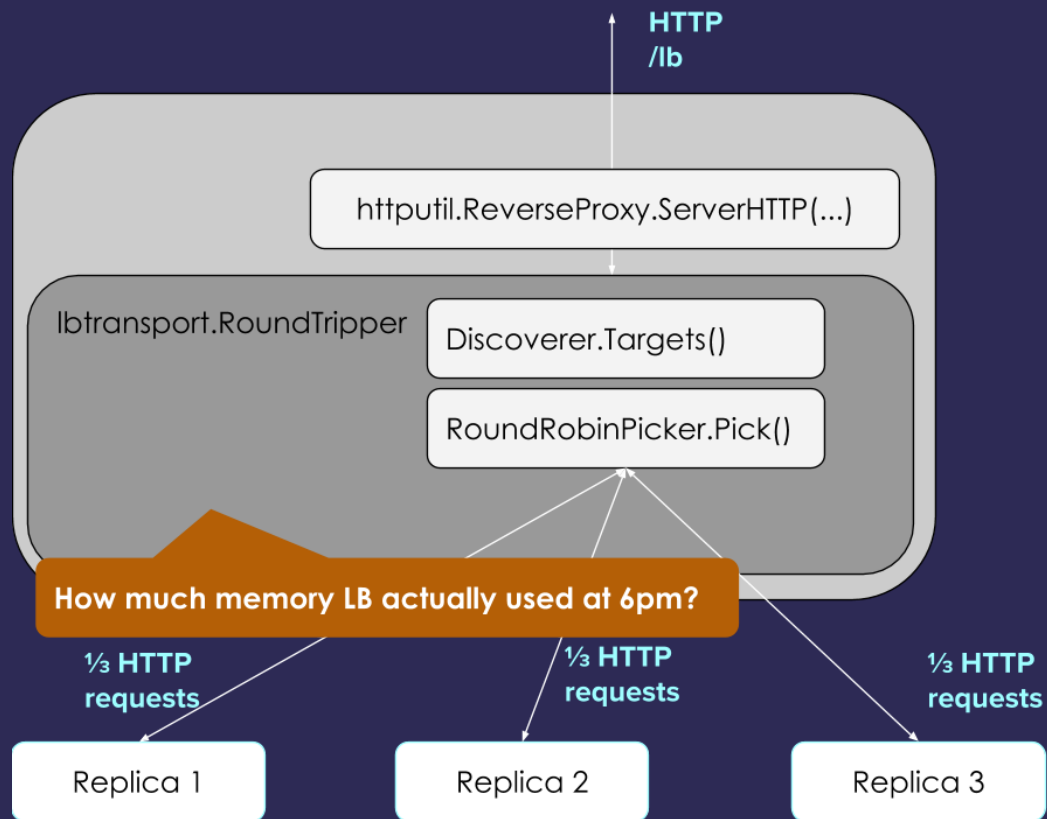 HTTP
/lb
httputil.ReverseProxy.ServerHTTP(...)
lbtransport.RoundTripper
Discoverer.Targets()
RoundRobinPicker.Pick()
How much memory LB actually used at 6pm?
⅓ HTTP
requests
⅓ HTTP
requests
⅓ HTTP
requests
Replica 1
Replica 2
Replica 3